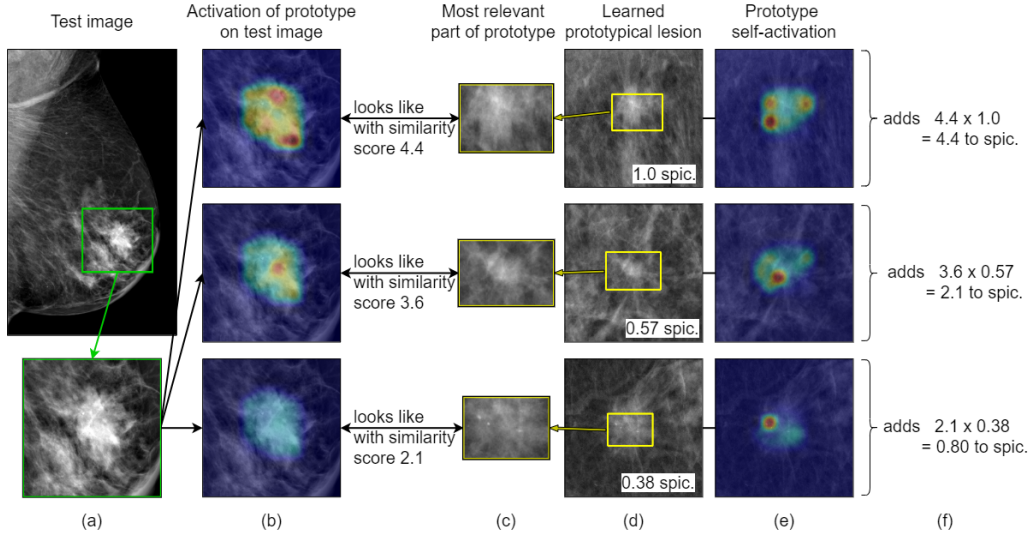 Test image
Activation of prototype
on test image
Most relevant
part of prototype
Learned
prototypical lesion
Prototype
self-activation
looks like
with similarity
score 4.4
1.0 spic.
adds 4.4 x 1.0
= 4.4 to spic.
looks like
with similarity
score 3.6
0.57 spic.
adds 3.6 x 0.57
= 2.1 to spic.
looks like
with similarity
score 2.1
0.38 spic.
adds 2.1 x 0.38
= 0.80 to spic.
(a)
(b)
(c)
(d)
(e)
(f)